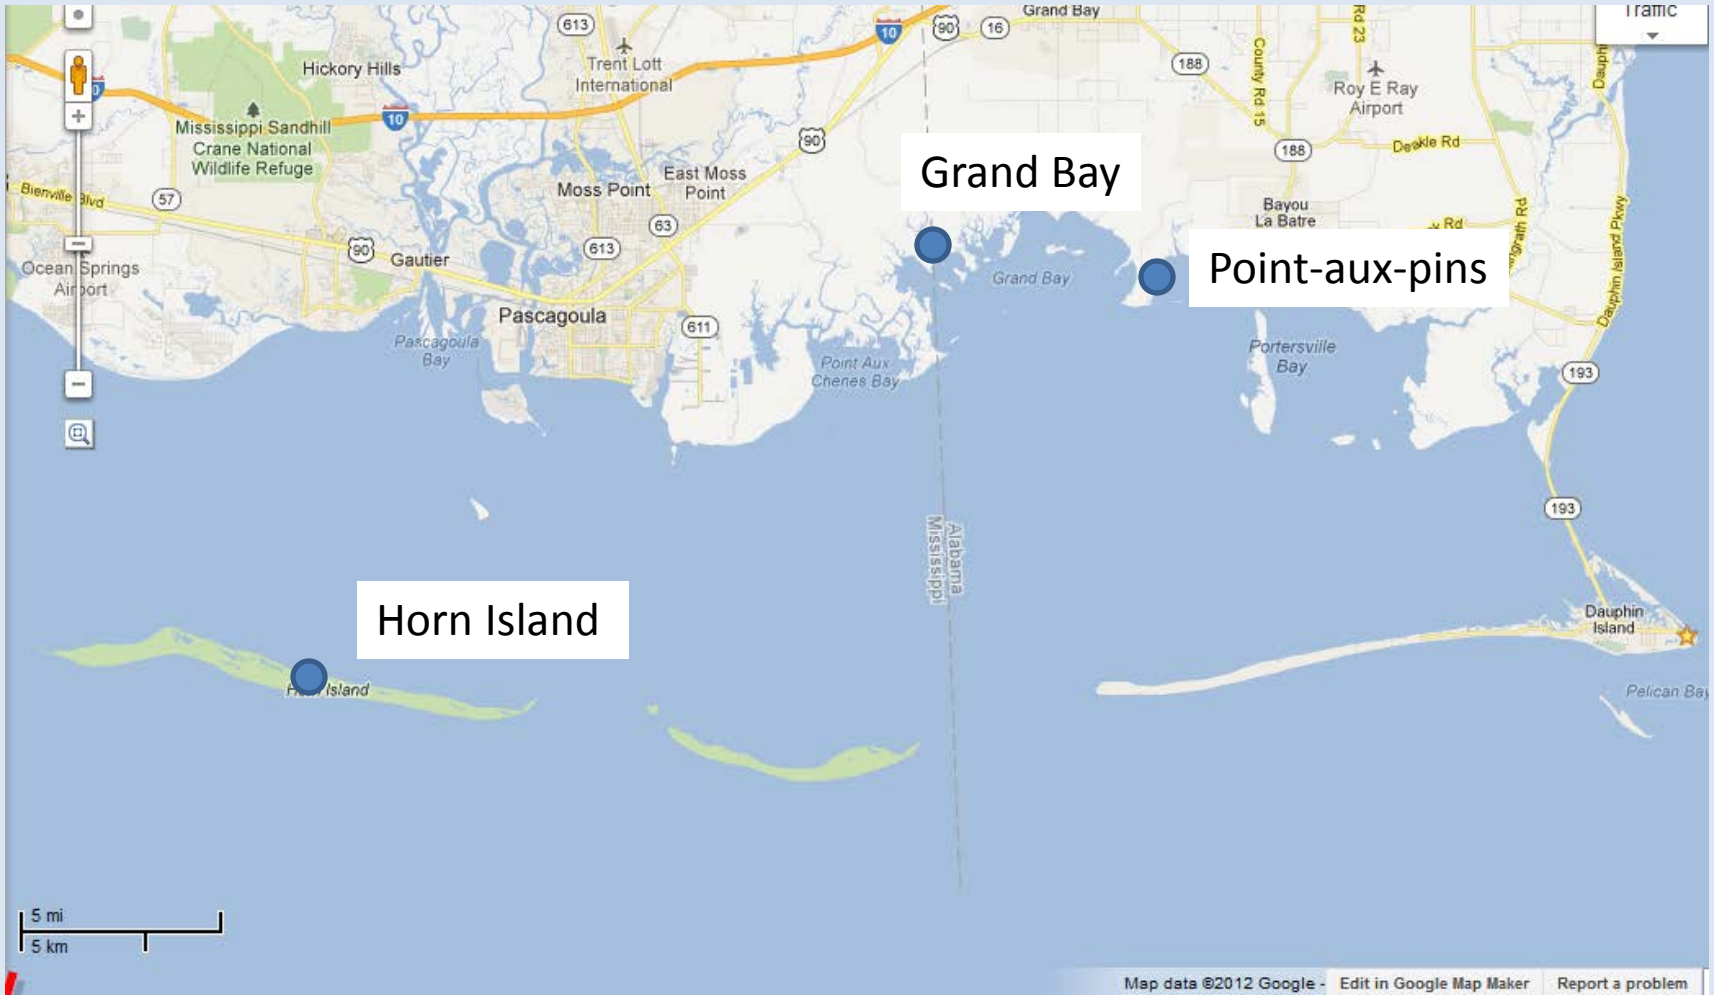 613
10
90
16
Grand Bay
Rd 23
Traffic
Hickory Hills
Trent Lott
International
188
County Rd 15
Roy E Ray
Airport
10
Mississippi Sandhill
Crane National
Wildlife Refuge
90
188
Deakle Rd
Grand Bay
Moss Point
East Moss
Point
Bienville Blvd
57
63
Bayou
La Batre
Rd
Dauphin Island Pkwy
90
Gautier
613
Ocean Springs
Airport
Grand Bay
Point-aux-pins
Pascagoula
611
Pascagoula
Bay
Point Aux
Chenes Bay
Portersville
Bay
193
193
Mississippi
Alabama
Horn Island
Dauphin
Island
Island
Pelican Bay
5 mi
5 km
Map data ©2012 Google - Edit in Google Map Maker Report a problem